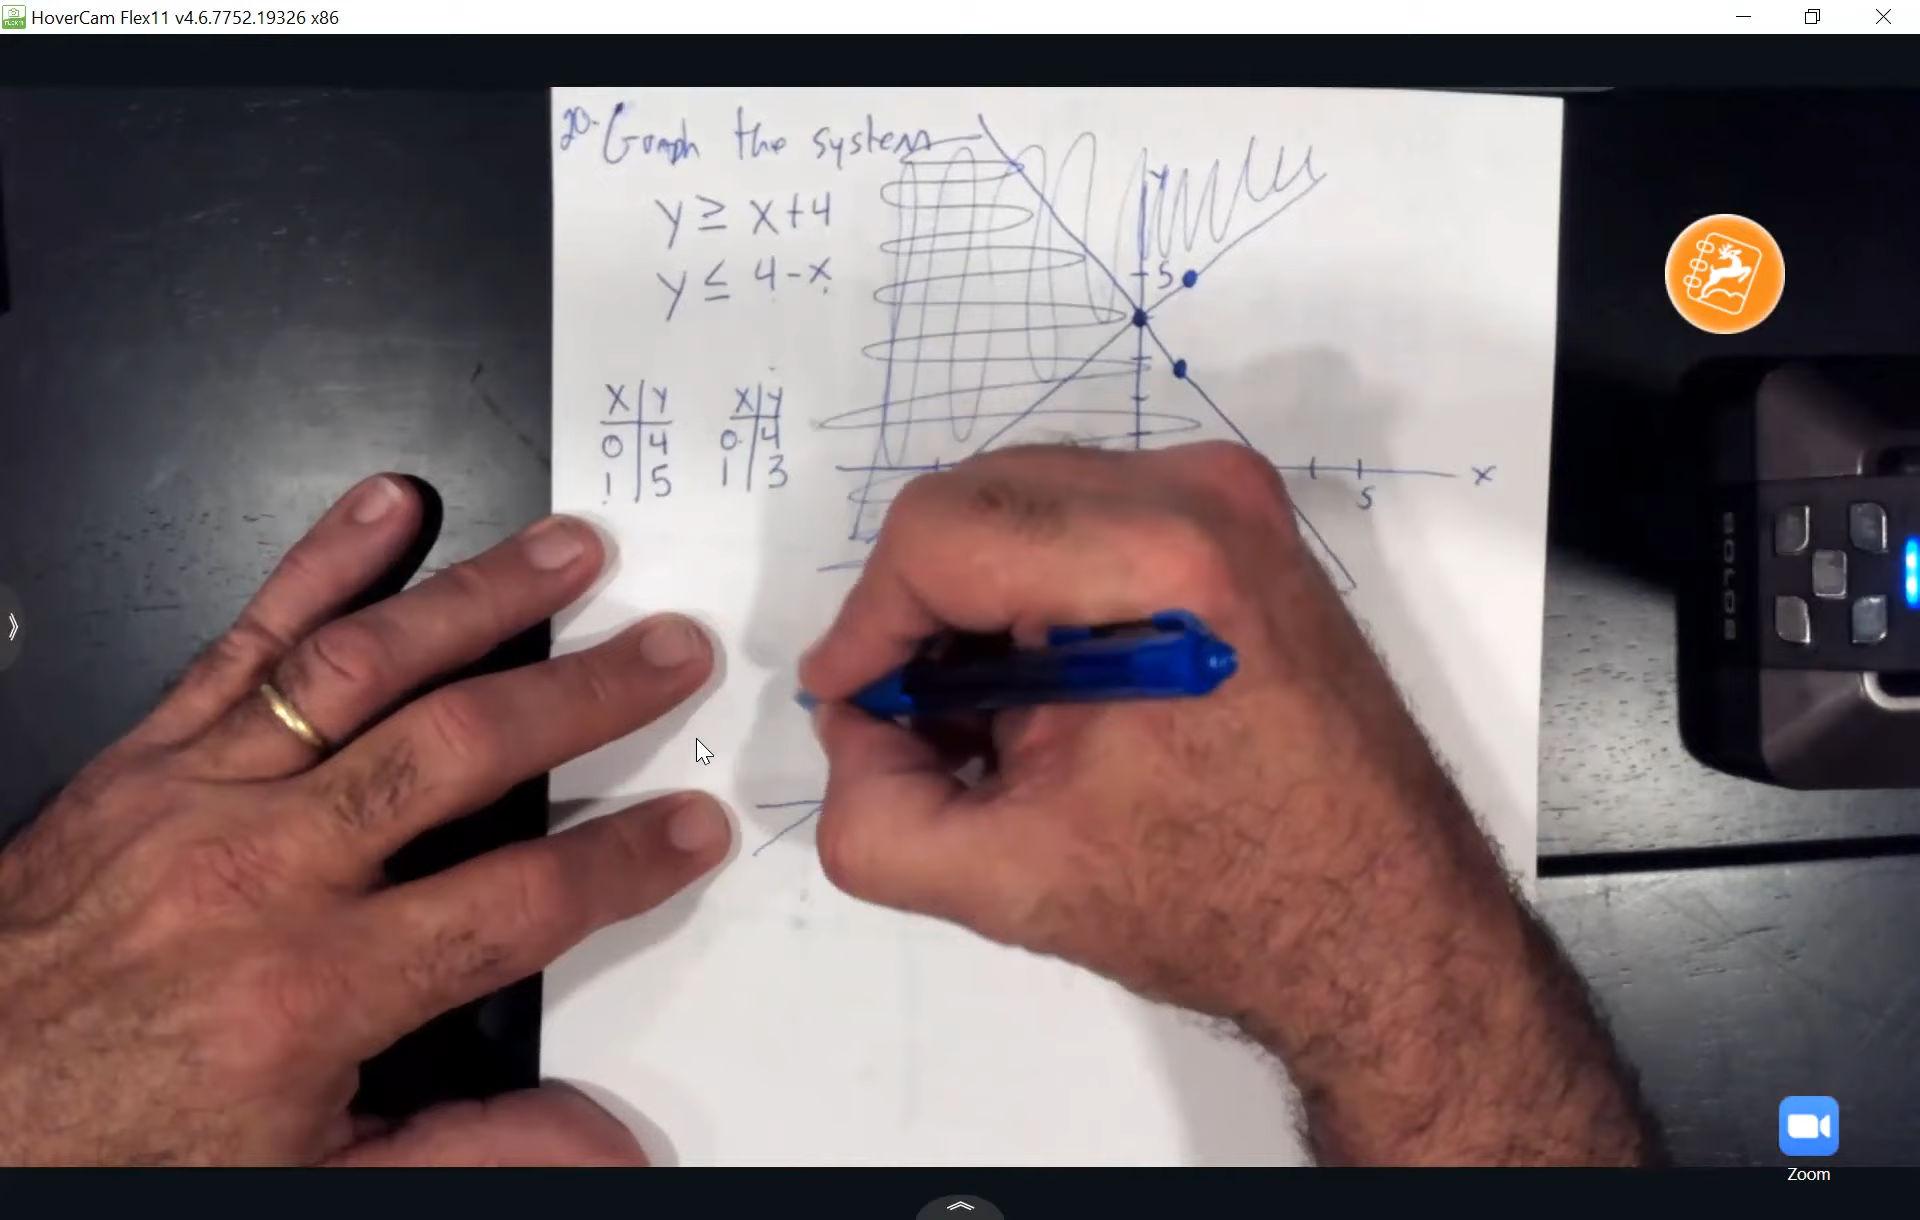 HoverCam Flex11 v4.6.7752.19326 x86
20. Graph the system
y ≥ x+4
y ≤ 4-x
Y
5
X | Y
0 | 4
1 | 5
X | Y
0 | 4
1 | 3
X
5
BOLDE
Zoom